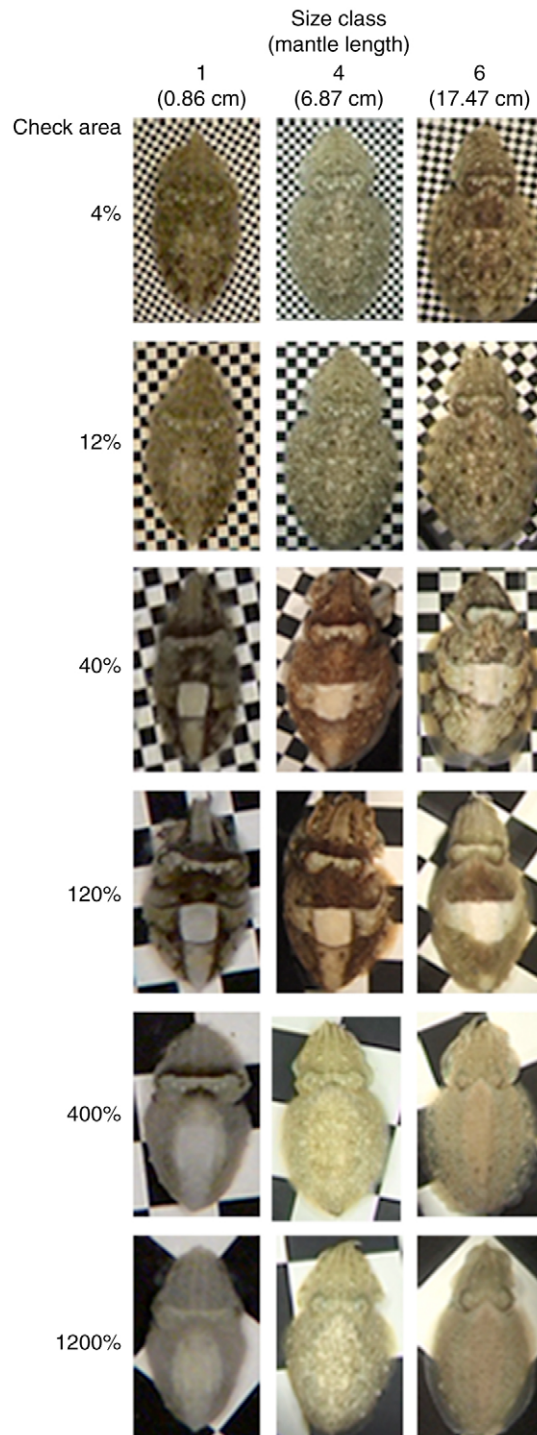 Size class
(mantle length)
1 4 6
(0.86 cm) (6.87 cm) (17.47 cm)
Check area
4%
12%
40%
120%
400%
1200%